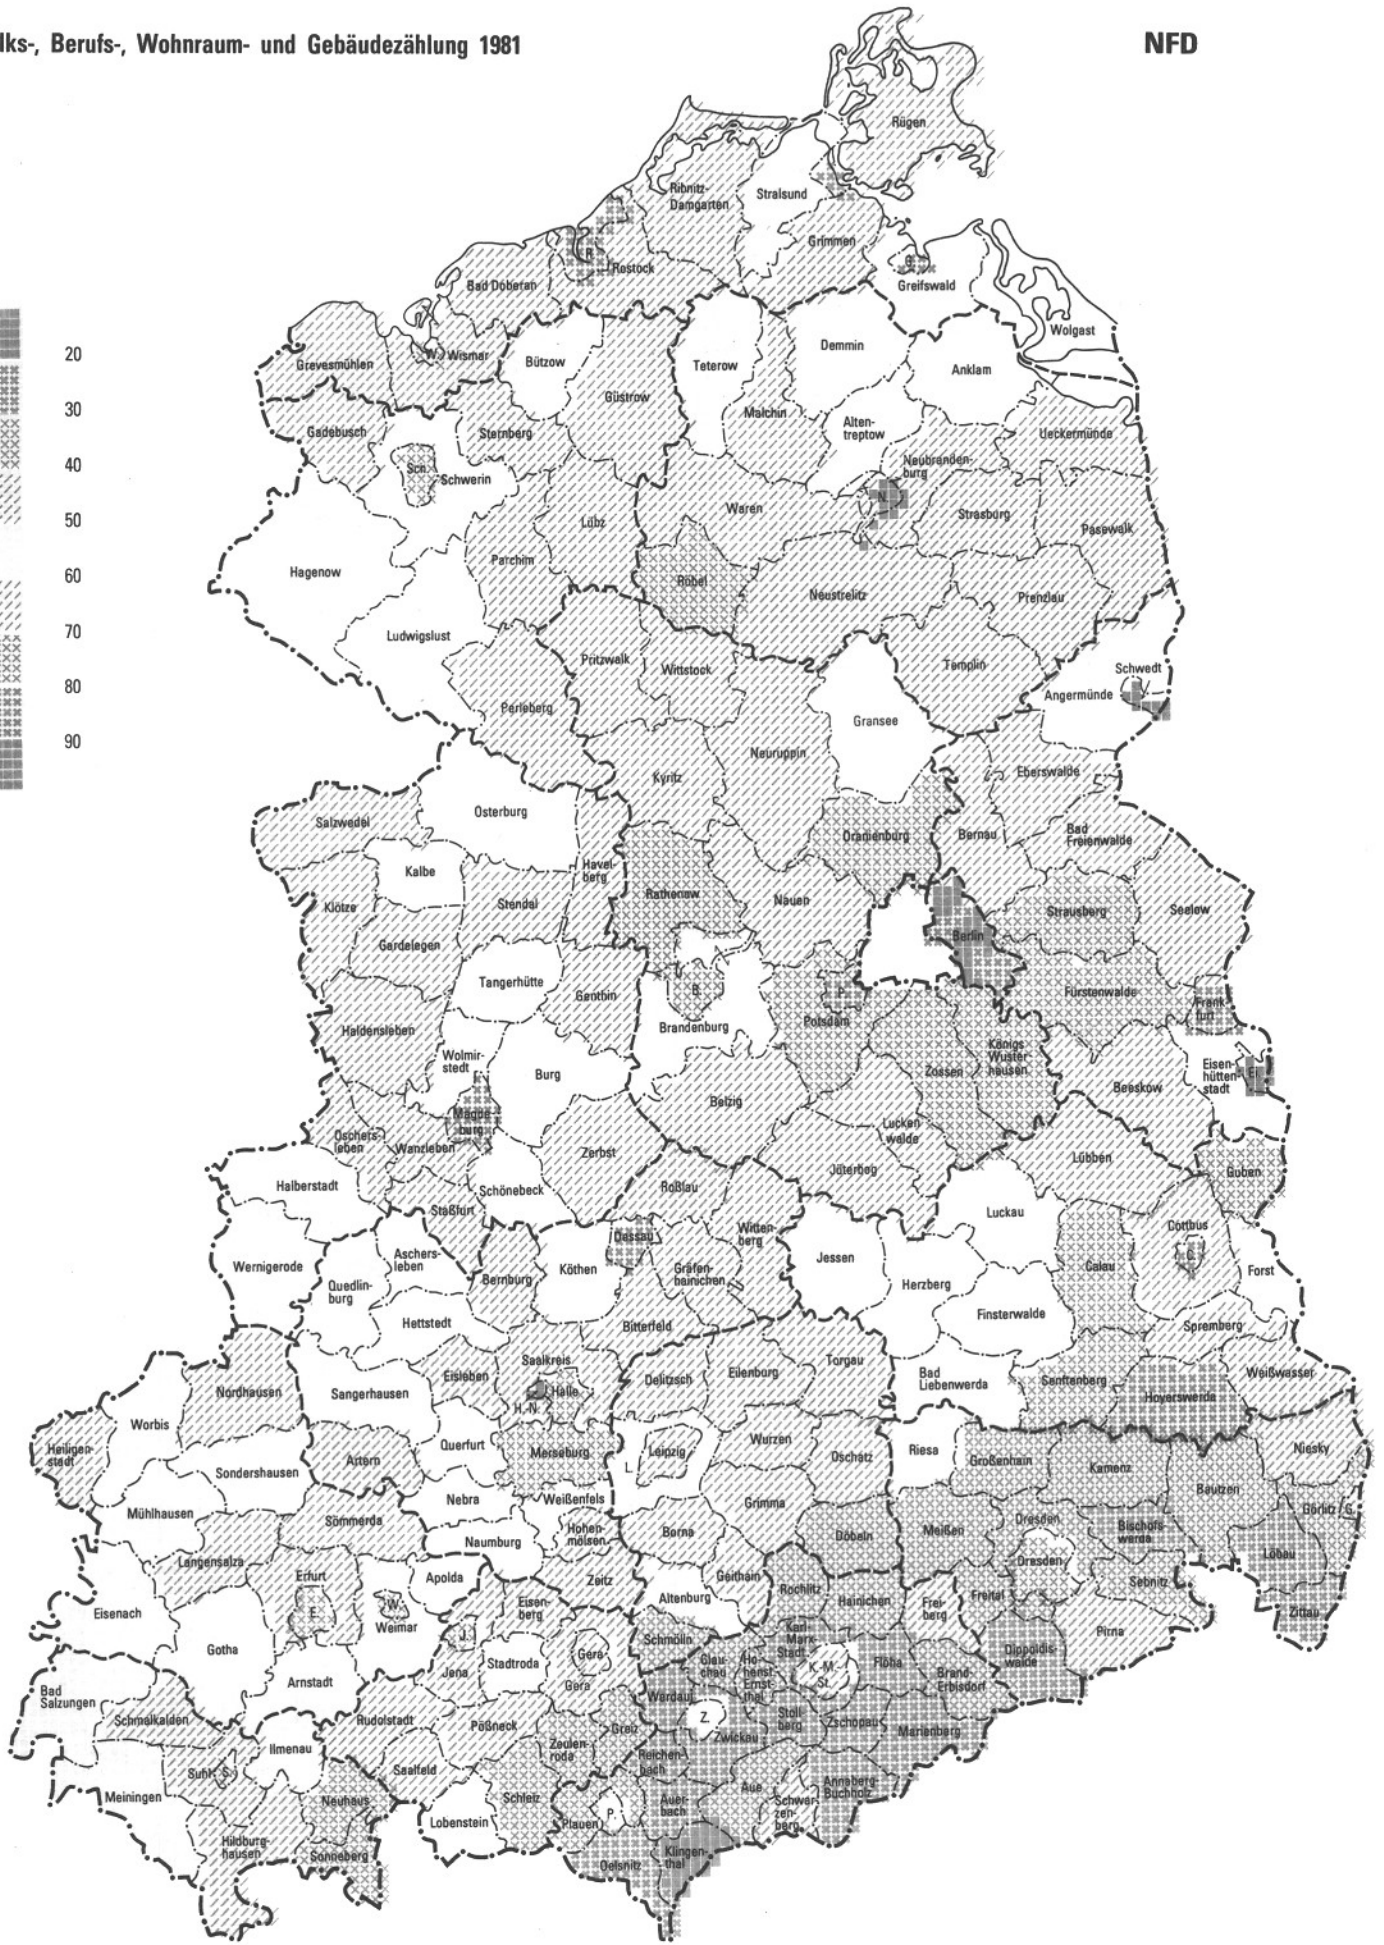 lks-, Berufs-, Wohnraum- und Gebäudezählung 1981
NFD
20
30
40
50
60
70
80
90
Rügen
Ribnitz-
Damgarten
Stralsund
Grimmen
R.
Rostock
Bad Doberan
G.
Greifswald
Wolgast
Grevesmühlen
W.
Wismar
Bützow
Güstrow
Teterow
Demmin
Anklam
Malchin
Alten-
treptow
Ueckermünde
Gadebusch
Sternberg
Sch.
Schwerin
Neubranden-
burg
N.
Waren
Strasburg
Pasewalk
Lübz
Parchim
Hagenow
Röbel
Neustrelitz
Prenzlau
Ludwigslust
Pritzwalk
Wittstock
Templin
Schwedt
Angermünde
Perleberg
Gransee
Neuruppin
Kyritz
Eberswalde
Osterburg
Salzwedel
Oranienburg
Bernau
Bad
Freienwalde
Havel-
berg
Kalbe
Rathenow
Nauen
Klötze
Stendal
Strausberg
Seelow
Gardelegen
Berlin
Tangerhütte
Genthin
B.
P.
Fürstenwalde
Frank
furt
Haldensleben
Brandenburg
Potsdam
Königs
Wuster-
hausen
Wolmir-
stedt
Burg
Zossen
Beeskow
Eisen-
hütten
stadt
Ei.
Magde-
burg
Belzig
Lucken
walde
Oschers-
leben
Wanzleben
Zerbst
Lübben
Jüterbog
Guben
Halberstadt
Schönebeck
Roßlau
Staßfurt
Luckau
Cottbus
C.
Dessau
Witten-
berg
Wernigerode
Aschers-
leben
Quedlin-
burg
Bernburg
Köthen
Gräfen-
hainichen
Jessen
Herzberg
Calau
Forst
Finsterwalde
Hettstedt
Bitterfeld
Spremberg
Saalkreis
Eisleben
Halle
H.-N.
Nordhausen
Sangerhausen
Delitzsch
Eilenburg
Torgau
Bad
Liebenwerda
Senftenberg
Hoyerswerda
Weißwasser
Worbis
Heiligen-
stadt
Sondershausen
Artern
Querfurt
Merseburg
Leipzig
L.
Wurzen
Oschatz
Riesa
Großenhain
Kamenz
Niesky
Bautzen
Mühlhausen
Nebra
Weißenfels
Grimma
Görlitz
G.
Sömmerda
Naumburg
Hohen
mölsen
Borna
Döbeln
Meißen
Dresden
Bischofs-
werda
Löbau
Langensalza
Erfurt
E.
Apolda
Zeitz
Geithain
Altenburg
Rochlitz
Hainichen
Frei-
berg
Freital
Dresden
Sebnitz
Eisenach
W.
Weimar
Eisen-
berg
Zittau
Pirna
Gotha
J.
Jena
Stadtroda
Gera
Gera
Schmölln
Karl-
Marx
Stadt
Glau-
chau
Ho-
henst.
Ernst-
thal
K.-M.
St.
Flöha
Brand-
Erbisdorf
Dippoldis-
walde
Arnstadt
Bad
Salzungen
Schmalkalden
Rudolstadt
Pößneck
Werdau
Z.
Zwickau
Stoll-
berg
Zschopau
Marienberg
Greiz
Zeulen-
roda
Reichen-
bach
Ilmenau
Suhl
S.
Saalfeld
Meiningen
Neuhaus
Schleiz
Aue
Annaberg-
Buchholz
Auer-
bach
Schwar-
zen-
berg
Lobenstein
P.
Plauen
Hildburg-
hausen
Sonneberg
Oelsnitz
Klingen-
thal